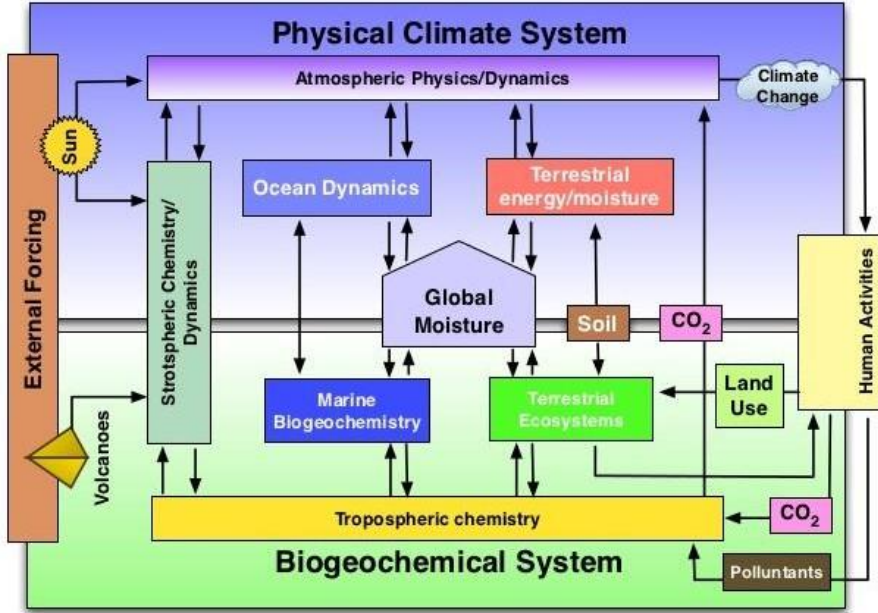 Physical Climate System
Atmospheric Physics/Dynamics
Climate
Change
Sun
Ocean Dynamics
Terrestrial
energy/moisture
External Forcing
Strotspheric Chemistry/
Dynamics
Global
Moisture
Soil
CO2
Human Activities
Marine
Biogeochemistry
Terrestrial
Ecosystems
Land
Use
Volcanoes
Tropospheric chemistry
CO2
Biogeochemical System
Polluntants